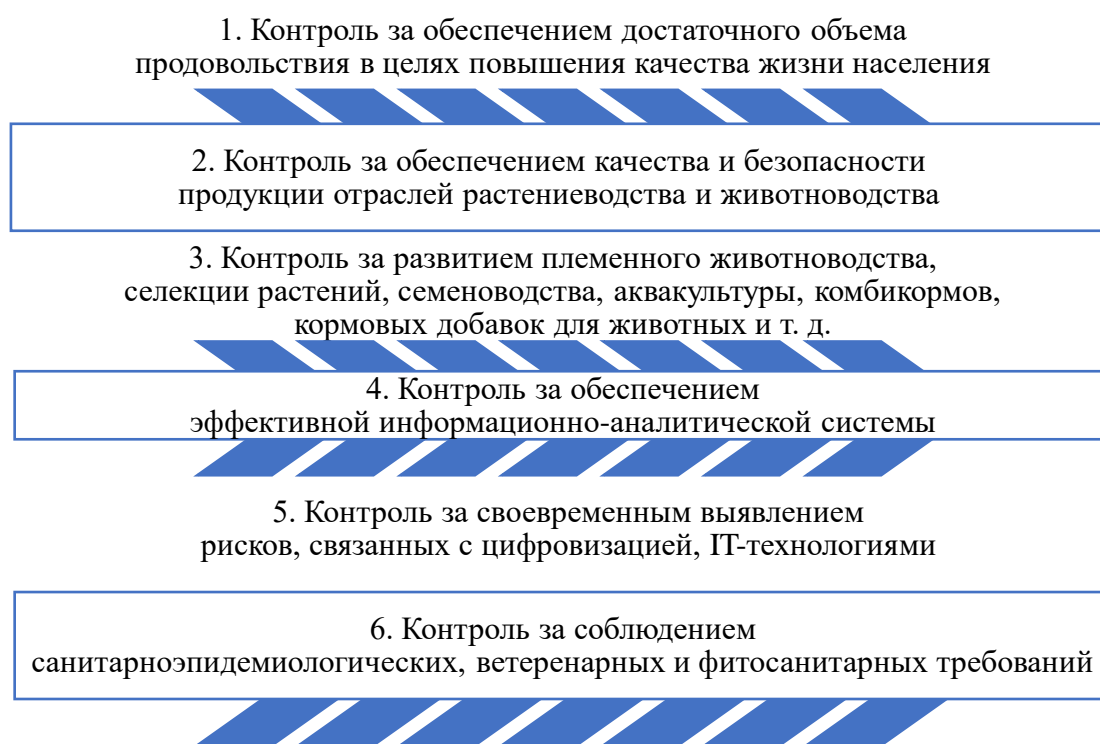 1. Контроль за обеспечением достаточного объема
продовольствия в целях повышения качества жизни населения
2. Контроль за обеспечением качества и безопасности
продукции отраслей растениеводства и животноводства
3. Контроль за развитием племенного животноводства,
селекции растений, семеноводства, аквакультуры, комбикормов,
кормовых добавок для животных и т. д.
4. Контроль за обеспечением
эффективной информационно-аналитической системы
5. Контроль за своевременным выявлением
рисков, связанных с цифровизацией, IT-технологиями
6. Контроль за соблюдением
санитарноэпидемиологических, ветеренарных и фитосанитарных требований